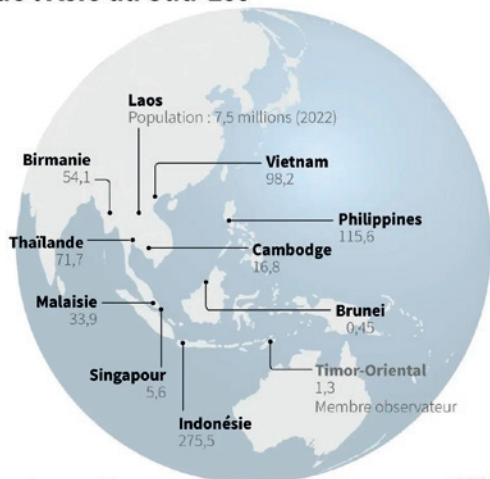 Laos
Population : 7,5 millions (2022)
Birmanie
54,1
Vietnam
98,2
Philippines
115,6
Thaïlande
71,7
Cambodge
16,8
Malaisie
33,9
Brunei
0,45
Singapour
5,6
Timor-Oriental
1,3
Membre observateur
Indonésie
275,5